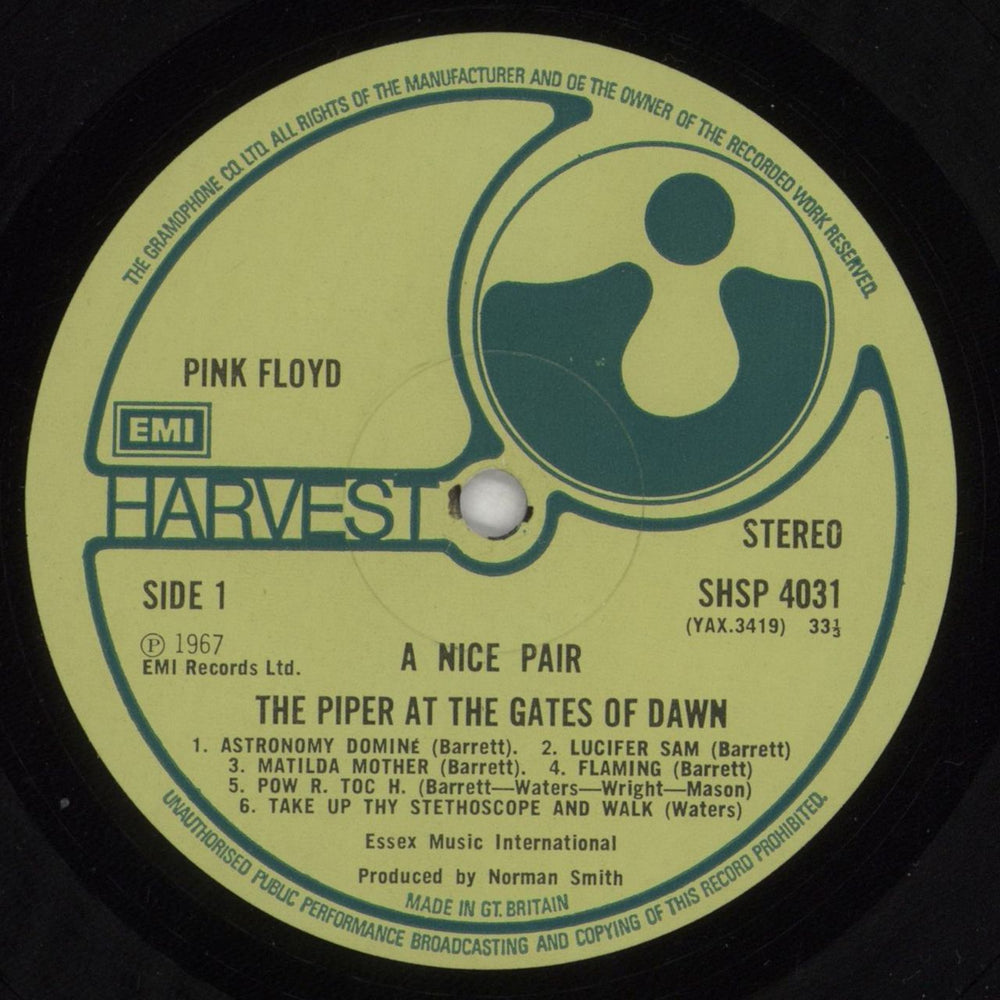 THE GRAMOPHONE CO. LTD. ALL RIGHTS OF THE MANUFACTURER AND OF THE OWNER OF THE RECORDED WORK RESERVED.
PINK FLOYD
EMI
HARVEST
STEREO
SIDE 1
SHSP 4031
(YAX.3419) 33⅓
Ⓟ 1967
EMI Records Ltd.
A NICE PAIR
THE PIPER AT THE GATES OF DAWN
1. ASTRONOMY DOMINÉ (Barrett). 2. LUCIFER SAM (Barrett)
3. MATILDA MOTHER (Barrett). 4. FLAMING (Barrett)
5. POW R. TOC H. (Barrett—Waters—Wright—Mason)
6. TAKE UP THY STETHOSCOPE AND WALK (Waters)
Essex Music International
Produced by Norman Smith
MADE IN GT. BRITAIN
UNAUTHORISED PUBLIC PERFORMANCE BROADCASTING AND COPYING OF THIS RECORD PROHIBITED.